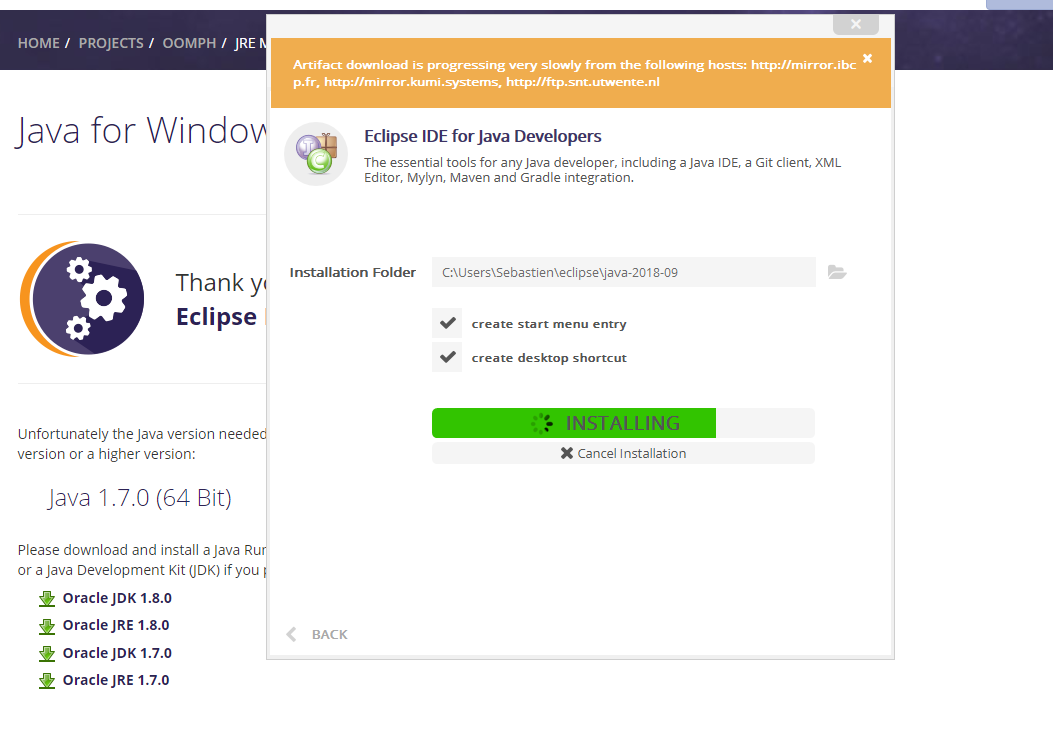 HOME / PROJECTS / OOMPH / JRE
Java for Window
Thank
Eclipse
Unfortunately the Java version needed
version or a higher version:
Java 1.7.0 (64 Bit)
Please download and install a Java Run
or a Java Development Kit (JDK) if you
Oracle JDK 1.8.0
Oracle JRE 1.8.0
Oracle JDK 1.7.0
Oracle JRE 1.7.0
Artifact download is progressing very slowly from the following hosts: http://mirror.ibc
p.fr, http://mirror.kumi.systems, http://ftp.snt.utwente.nl
Eclipse IDE for Java Developers
The essential tools for any Java developer, including a Java IDE, a Git client, XML
Editor, Mylyn, Maven and Gradle integration.
Installation Folder C:\Users\Sebastien\eclipse\java-2018-09
create start menu entry
create desktop shortcut
INSTALLING
Cancel Installation
BACK